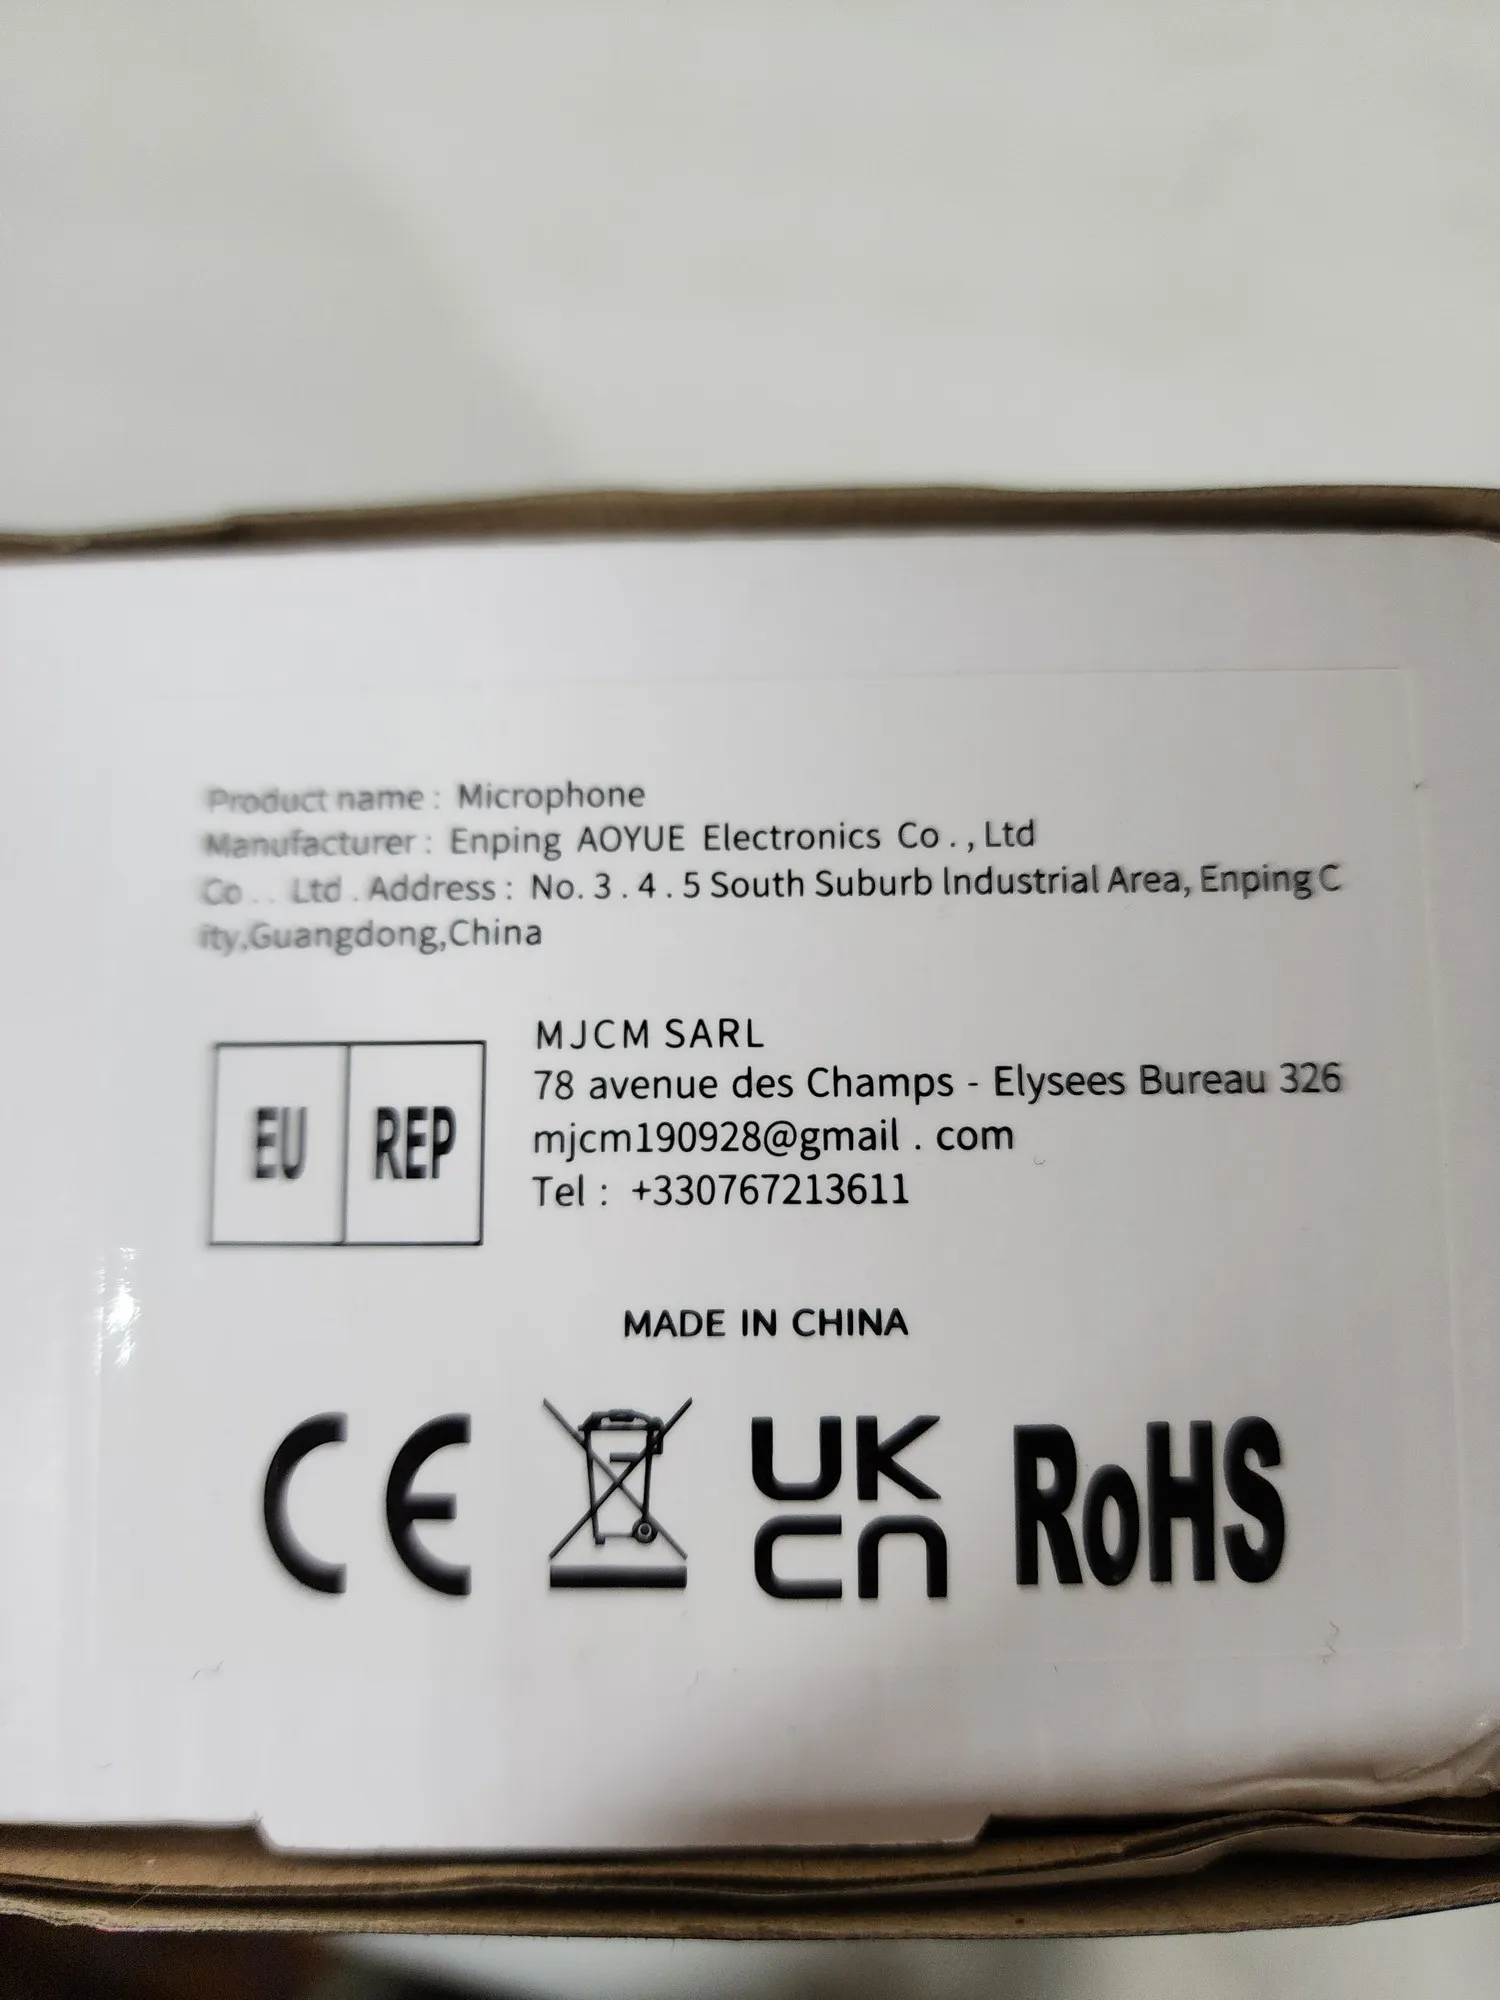 Product name : Microphone
Manufacturer : Enping AOYUE Electronics Co . , Ltd
Co . . Ltd . Address : No. 3 . 4 . 5 South Suburb lndustrial Area, Enping C
ity,Guangdong,China
EU REP
MJCM SARL
78 avenue des Champs - Elysees Bureau 326
mjcm190928@gmail . com
Tel : +330767213611
MADE IN CHINA
CE UK CA RoHS